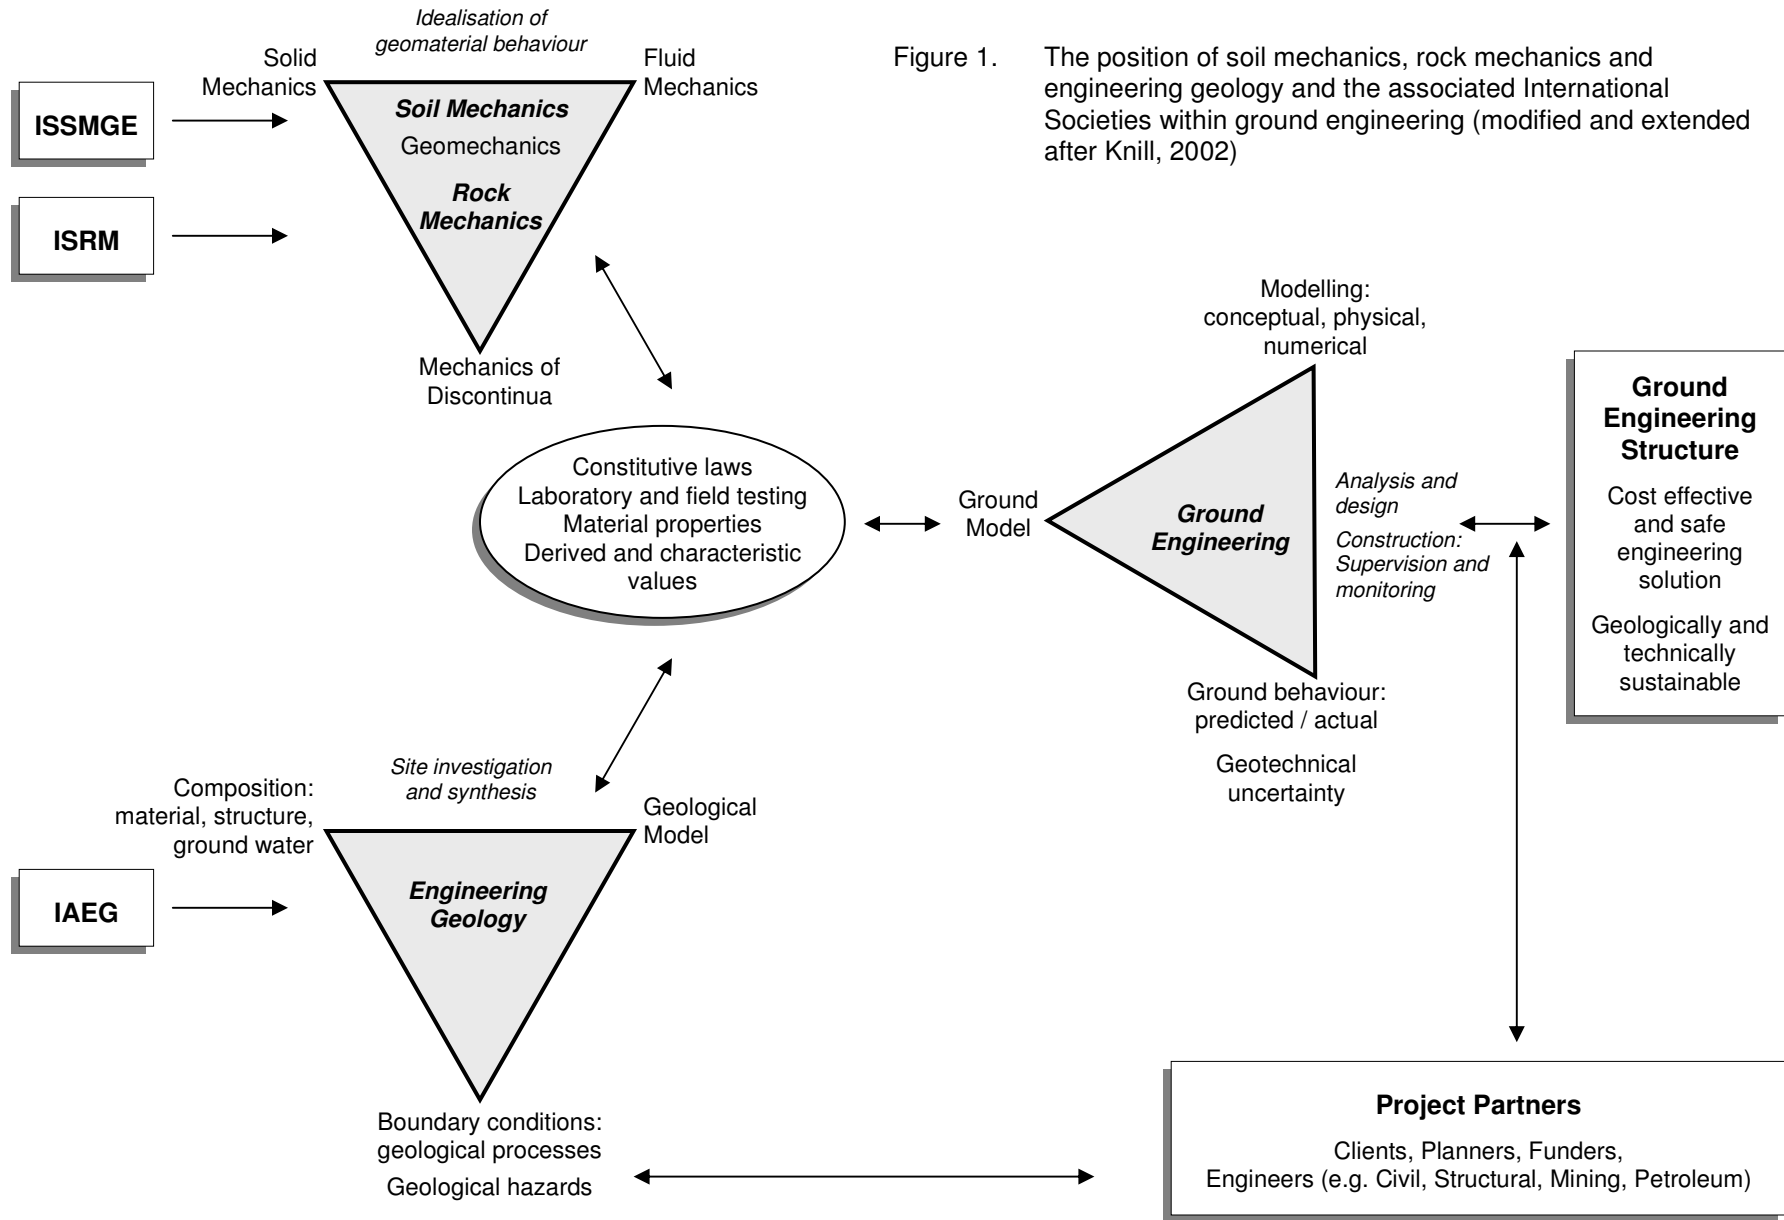 Idealisation of
geomaterial behaviour
Solid
Mechanics
Fluid
Mechanics
Figure 1.
The position of soil mechanics, rock mechanics and
engineering geology and the associated International
Societies within ground engineering (modified and extended
after Knill, 2002)
ISSMGE
Soil Mechanics
Geomechanics
Rock
Mechanics
ISRM
Mechanics of
Discontinua
Constitutive laws
Laboratory and field testing
Material properties
Derived and characteristic
values
Modelling:
conceptual, physical,
numerical
Ground
Model
Ground
Engineering
Analysis and
design
Construction:
Supervision and
monitoring
Ground
Engineering
Structure
Cost effective
and safe
engineering
solution
Geologically and
technically
sustainable
Ground behaviour:
predicted / actual
Geotechnical
uncertainty
Site investigation
and synthesis
Composition:
material, structure,
ground water
Geological
Model
IAEG
Engineering
Geology
Boundary conditions:
geological processes
Geological hazards
Project Partners
Clients, Planners, Funders,
Engineers (e.g. Civil, Structural, Mining, Petroleum)